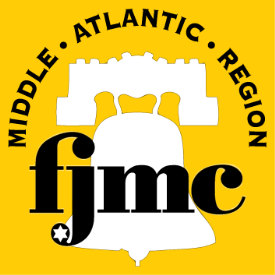 MIDDLE • ATLANTIC • REGION
fjmc